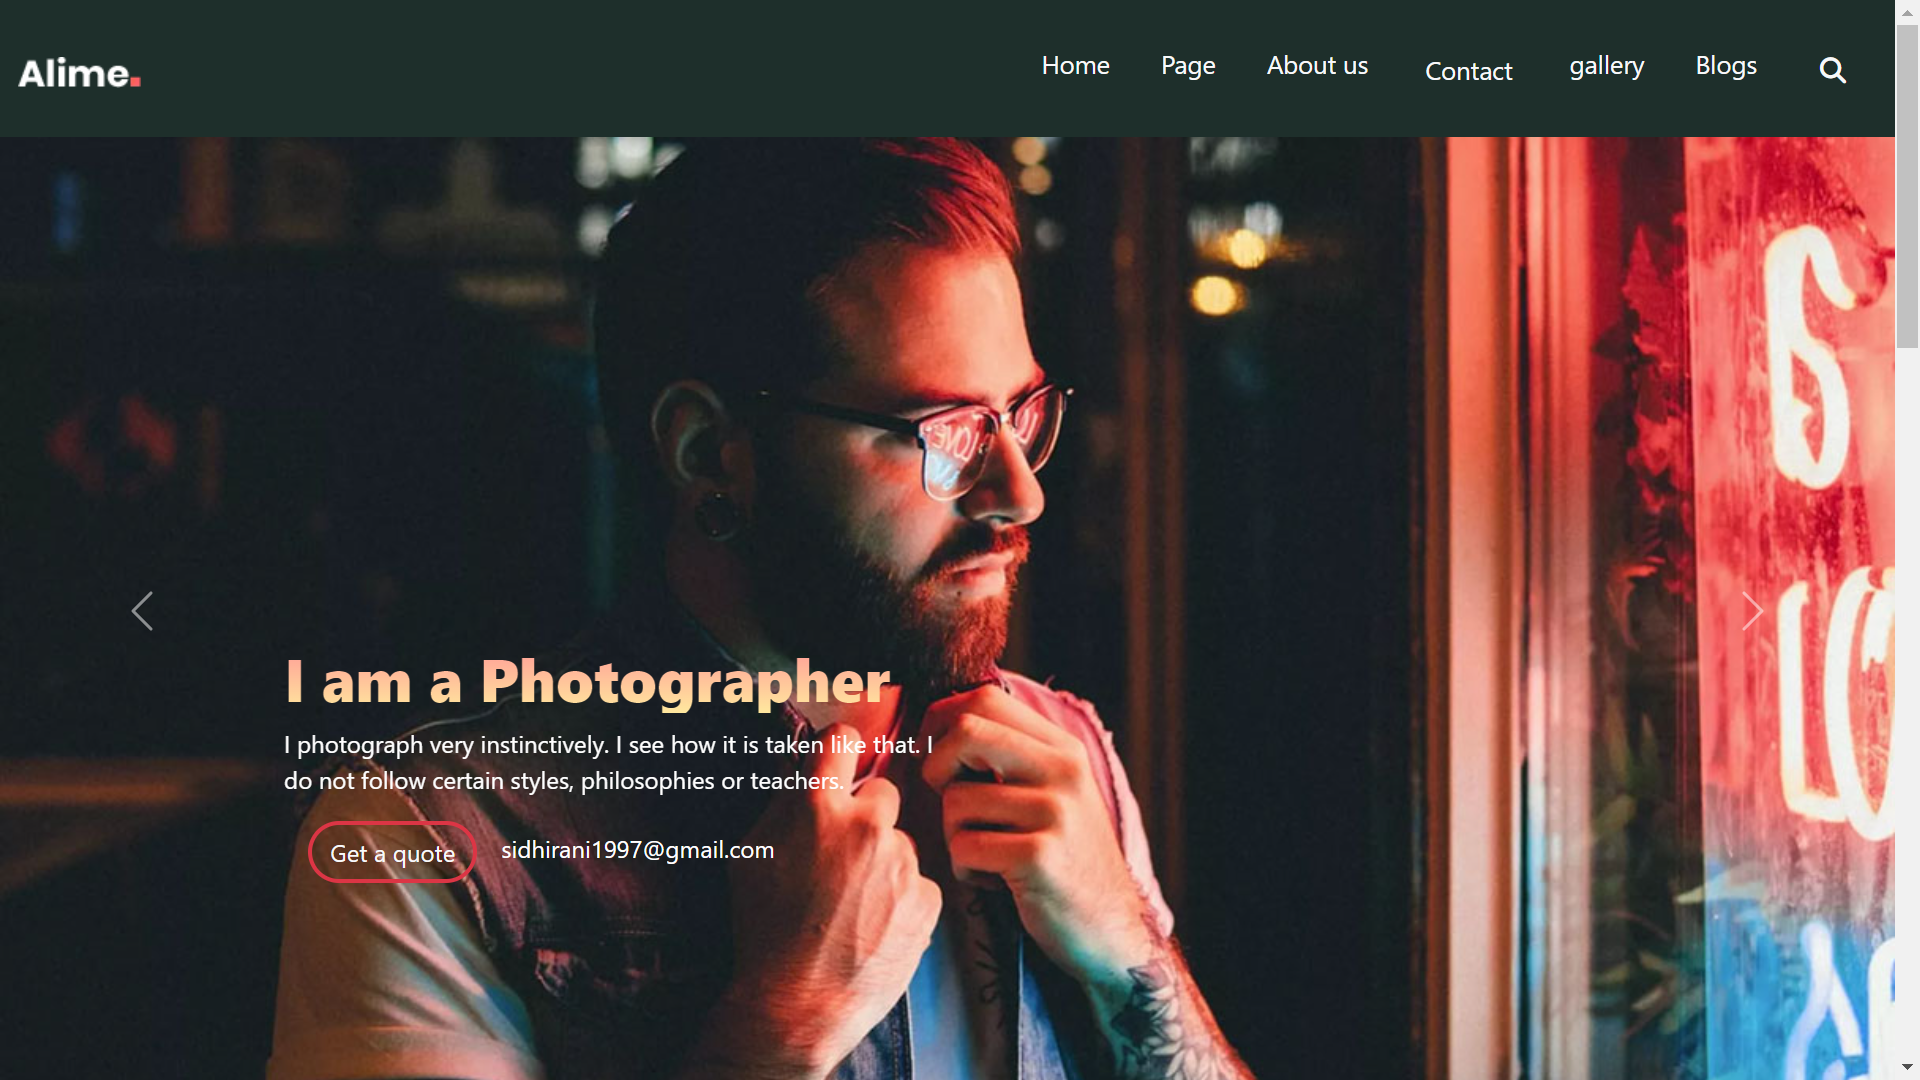 Alime.
Home Page About us Contact gallery Blogs
I am a Photographer
I photograph very instinctively. I see how it is taken like that. I
do not follow certain styles, philosophies or teachers.
Get a quote sidhirani1997@gmail.com